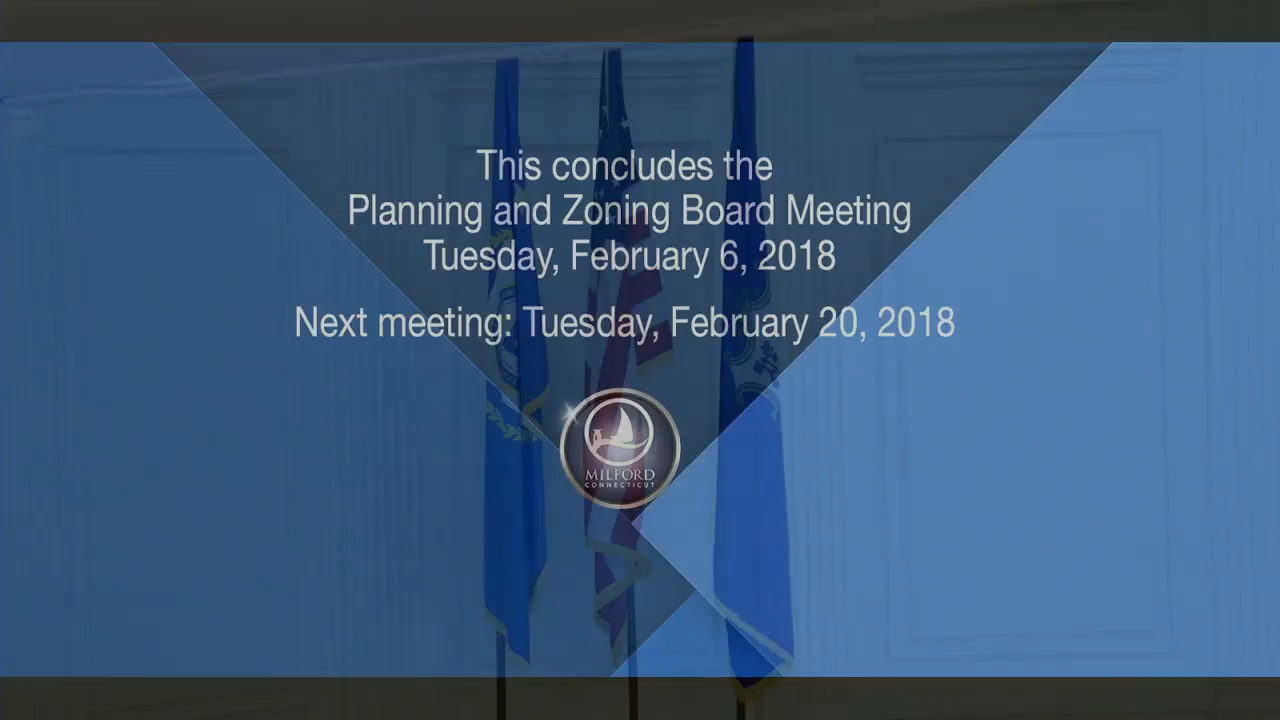 This concludes the
Planning and Zoning Board Meeting
Tuesday, February 6, 2018
Next meeting: Tuesday, February 20, 2018
MILFORD
CONNECTICUT